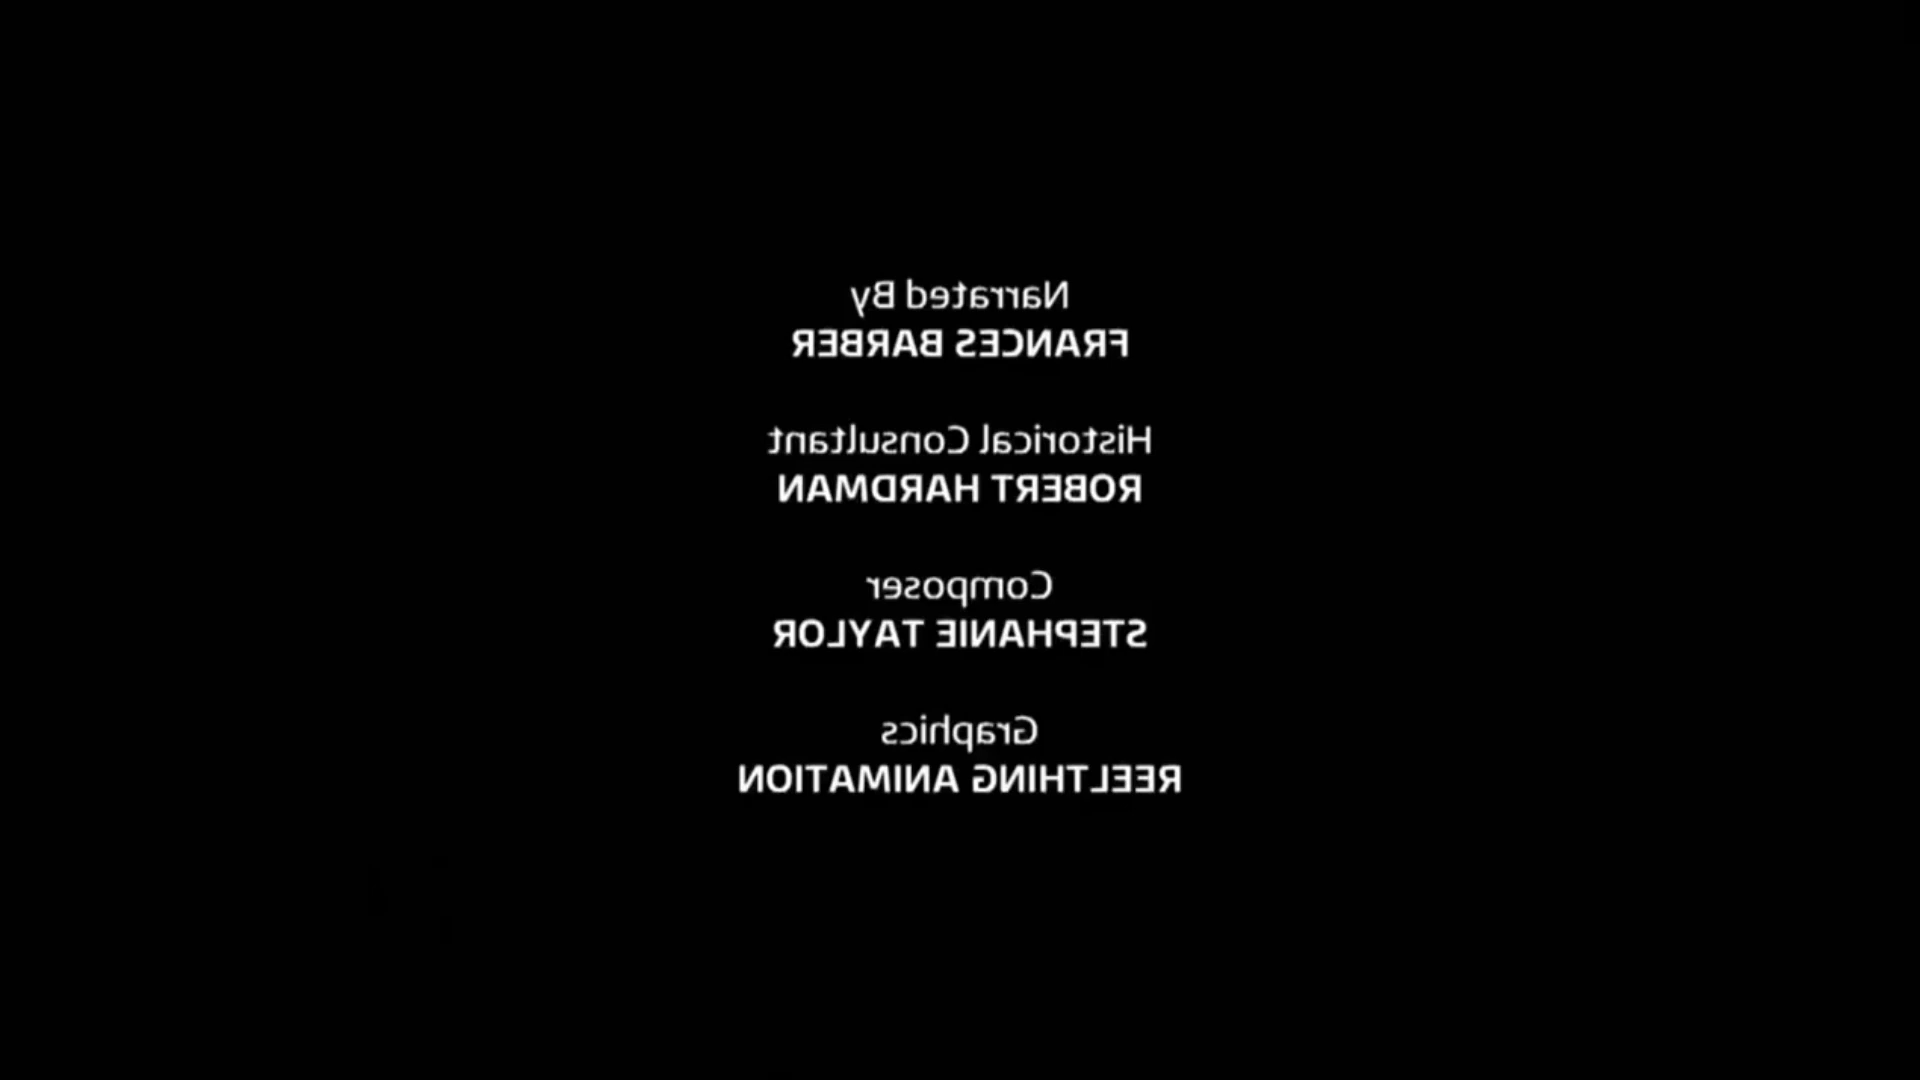 Narrated By
FRANCES BARBER
Historical Consultant
ROBERT HARDMAN
Composer
STEPHANIE TAYLOR
Graphics
REELTHING ANIMATION